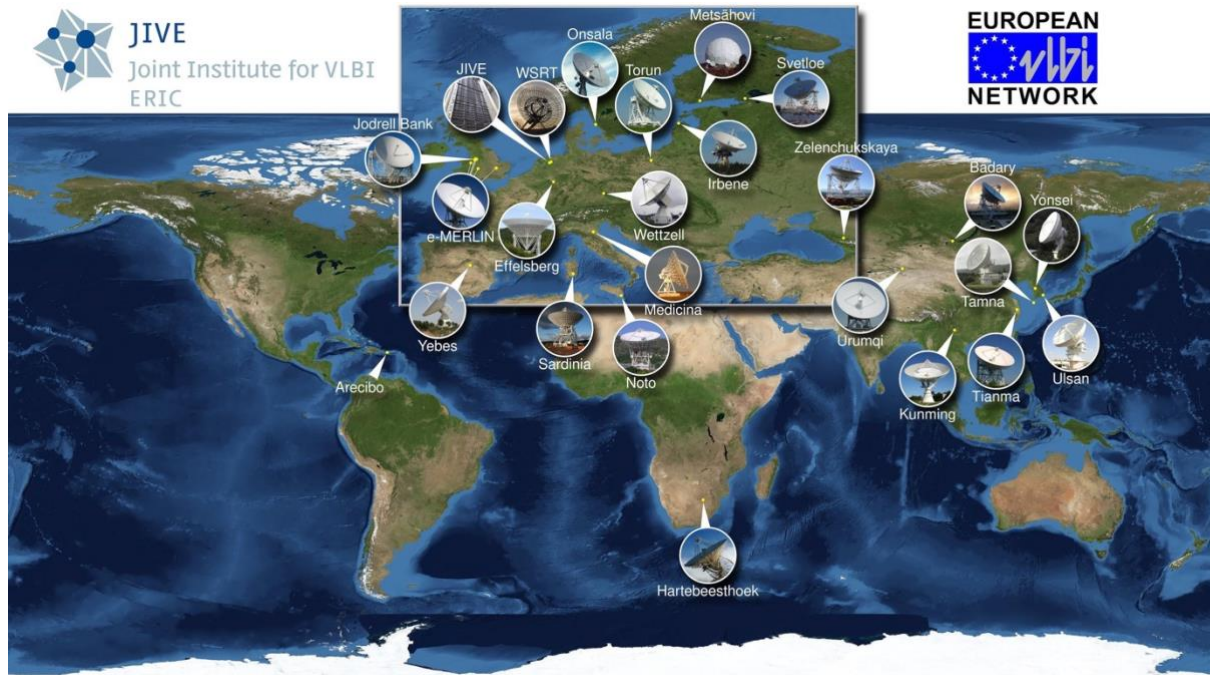 JIVE
Joint Institute for VLBI
ERIC
EUROPEAN
vlbi
NETWORK
Metsähovi
Onsala
Svetloe
JIVE
WSRT
Torun
Jodrell Bank
Zelenchukskaya
Irbene
Badary
Yonsei
e-MERLIN
Wettzell
Effelsberg
Tamna
Medicina
Urumqi
Yebes
Sardinia
Noto
Arecibo
Kunming
Tianma
Ulsan
Hartebeesthoek